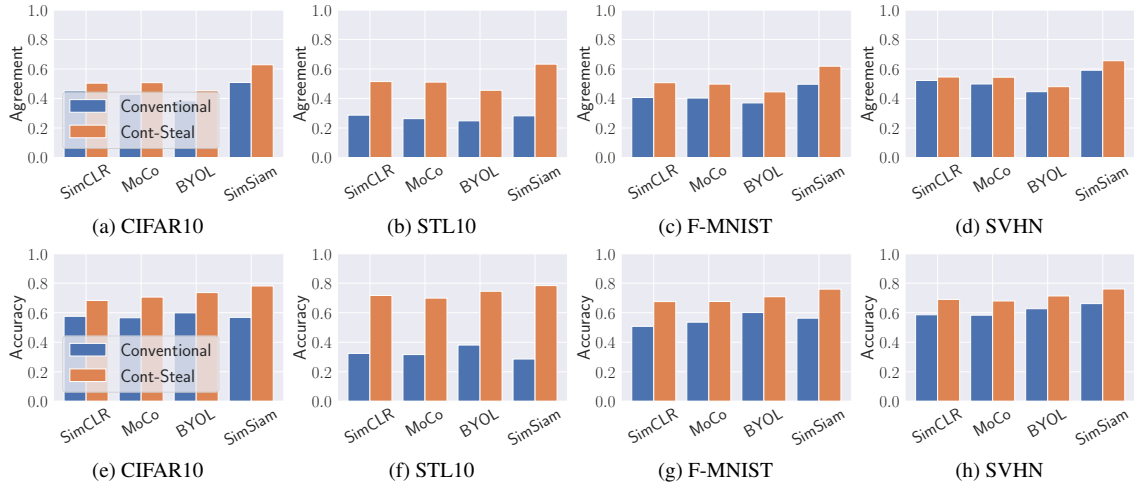 1.0
0.8
0.6
0.4
0.2
0.0
Agreement
Conventional
Cont-Steal
SimCLR
MoCo
BYOL
SimSiam
(a) CIFAR10
1.0
0.8
0.6
0.4
0.2
0.0
Agreement
SimCLR
MoCo
BYOL
SimSiam
(b) STL10
1.0
0.8
0.6
0.4
0.2
0.0
Agreement
SimCLR
MoCo
BYOL
SimSiam
(c) F-MNIST
1.0
0.8
0.6
0.4
0.2
0.0
Agreement
SimCLR
MoCo
BYOL
SimSiam
(d) SVHN
1.0
0.8
0.6
0.4
0.2
0.0
Accuracy
Conventional
Cont-Steal
SimCLR
MoCo
BYOL
SimSiam
(e) CIFAR10
1.0
0.8
0.6
0.4
0.2
0.0
Accuracy
SimCLR
MoCo
BYOL
SimSiam
(f) STL10
1.0
0.8
0.6
0.4
0.2
0.0
Accuracy
SimCLR
MoCo
BYOL
SimSiam
(g) F-MNIST
1.0
0.8
0.6
0.4
0.2
0.0
Accuracy
SimCLR
MoCo
BYOL
SimSiam
(h) SVHN